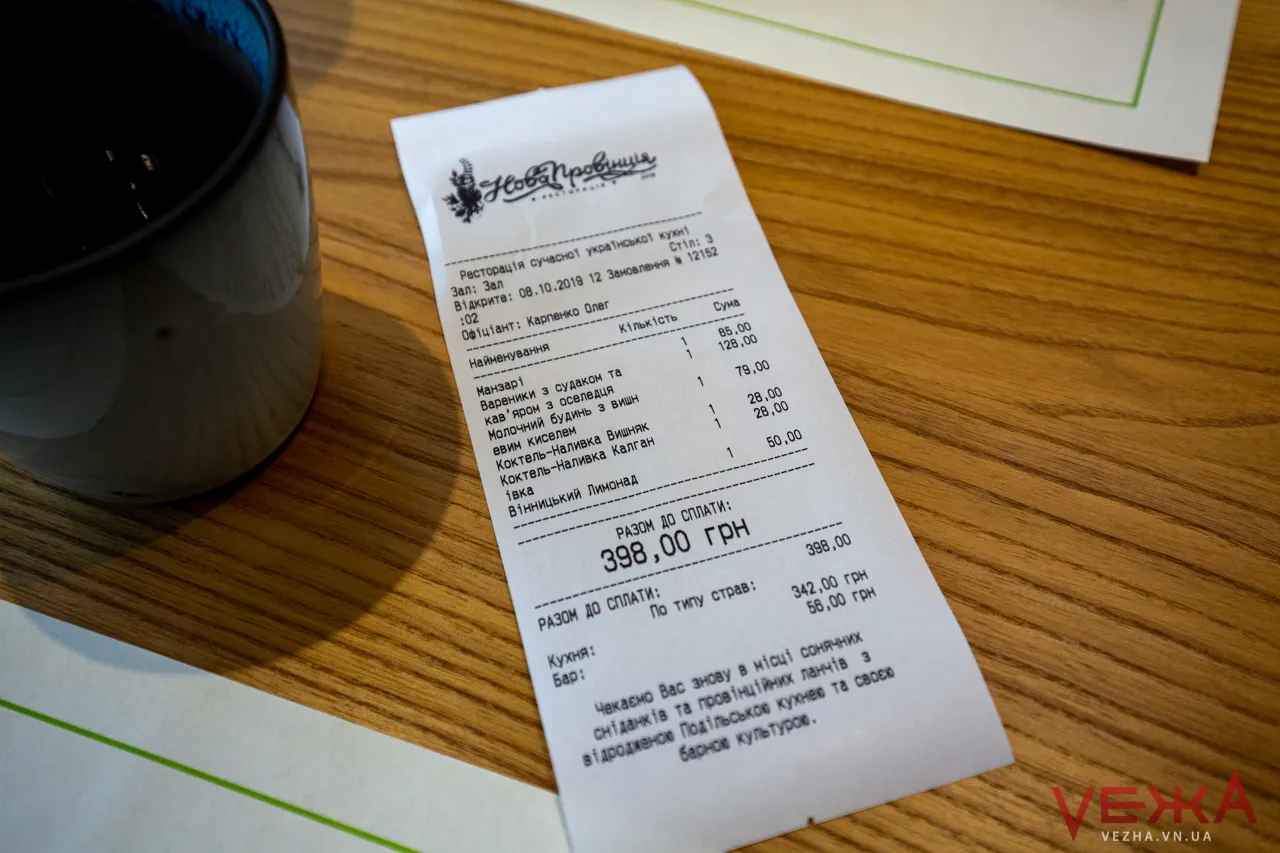 Нова Провінція
РЕСТОРАЦІЯ
Ресторація сучасної української кухні
Зал: Зал Стіл: 3
Відкрите: 08.10.2019 12 Замовлення № 12152
:02
Офіціант: Карпенко Олег
Найменування Кількість Сума
Манзарі 1 85,00
Вареники з судаком та 1 128,00
кав'яром з оселедця
Молочний будинь з вишн 1 79,00
евим киселем
Коктель-Наливка Вишняк 1 28,00
Коктель-Наливка Калган 1 28,00
івка
Вінницький Лимонад 1 50,00
РАЗОМ ДО СПЛАТИ:
398,00 грн
РАЗОМ ДО СПЛАТИ: 398,00
По типу страв:
Кухня: 342,00 грн
Бар: 56,00 грн
Чекаємо Вас знову в місці сонячних
сніданків та провінційних ланчів з
відродженою Подільською кухнею та своєю
барною культурою.
VЕЖА
VEZHA.VN.UA